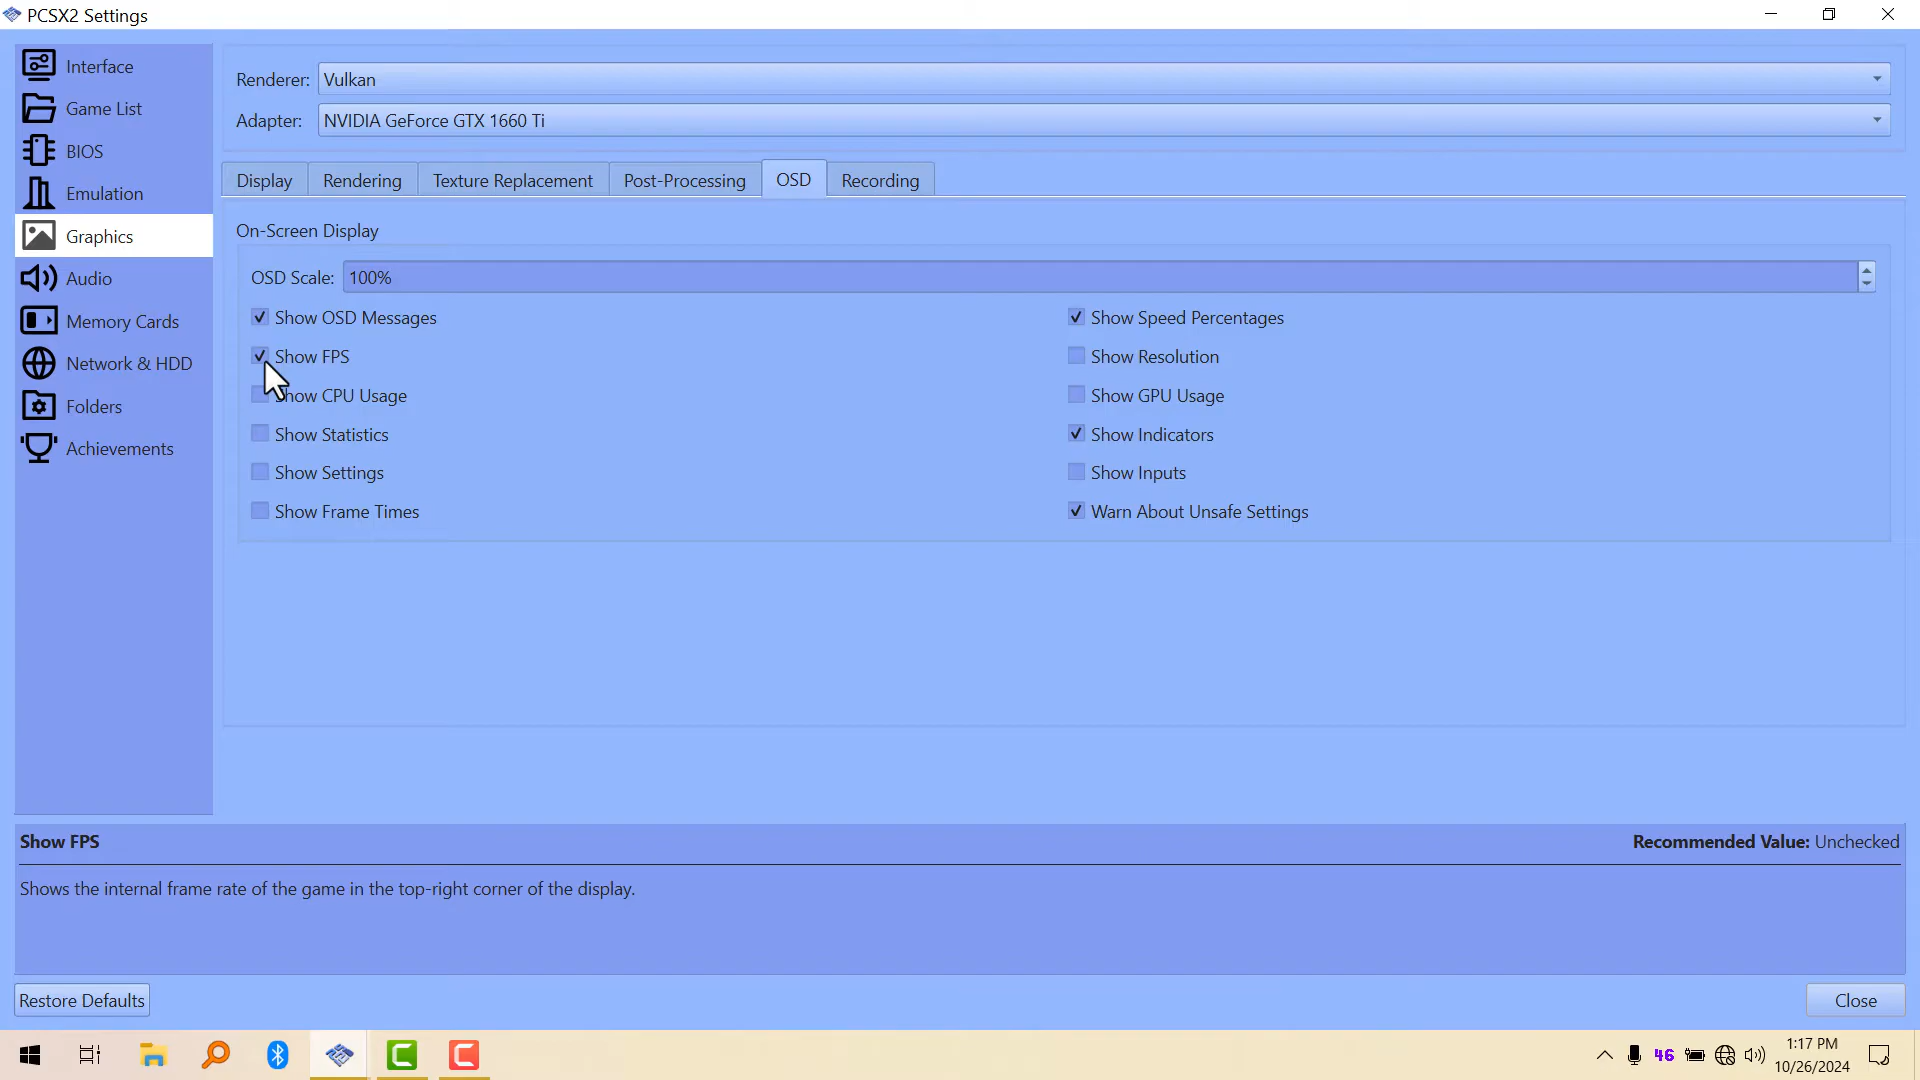 PCSX2 Settings
Interface
Game List
BIOS
Emulation
Graphics
Audio
Memory Cards
Network & HDD
Folders
Achievements
Renderer: Vulkan
Adapter: NVIDIA GeForce GTX 1660 Ti
Display Rendering Texture Replacement Post-Processing OSD Recording
On-Screen Display
OSD Scale: 100%
Show OSD Messages Show Speed Percentages
Show FPS Show Resolution
Show CPU Usage Show GPU Usage
Show Statistics Show Indicators
Show Settings Show Inputs
Show Frame Times Warn About Unsafe Settings
Show FPS Recommended Value: Unchecked
Shows the internal frame rate of the game in the top-right corner of the display.
Restore Defaults Close
46
1:17 PM
10/26/2024